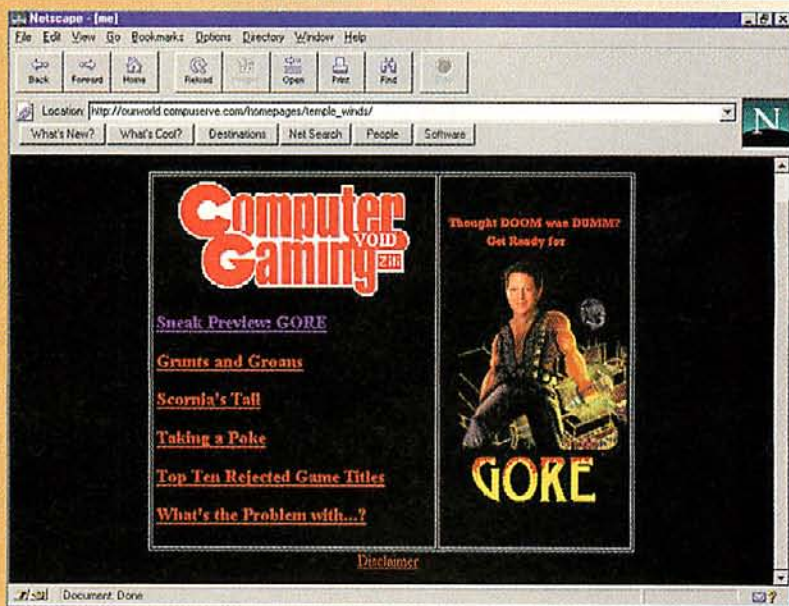 Netscape - [me]
File Edit View Go Bookmarks Options Directory Window Help
Back Forward Home Reload Open Print Find
Location: http://ourworld.compuserve.com/homepages/temple_winds/
What's New? What's Cool? Destinations Net Search People Software
N
Computer
VOID
Gaming
Ziff
Sneak Preview: GORE
Grunts and Groans
Scornia's Tail
Taking a Poke
Top Ten Rejected Game Titles
What's the Problem with...?
Thought DOOM was DUMM?
Get Ready for
GORE
Disclaimer
Document: Done